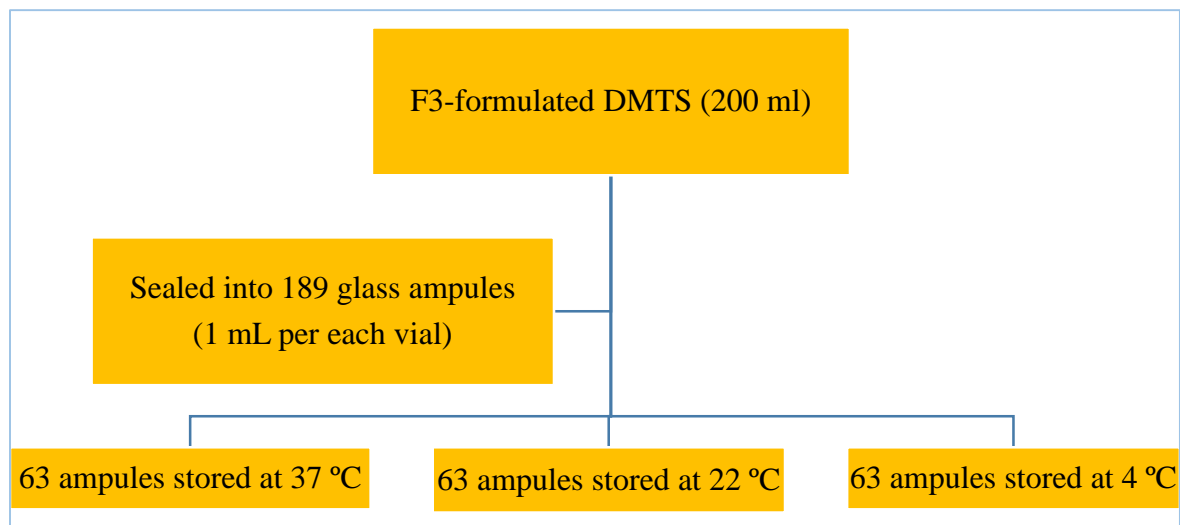 F3-formulated DMTS (200 ml)
Sealed into 189 glass ampules
(1 mL per each vial)
63 ampules stored at 37 ºC
63 ampules stored at 22 ºC
63 ampules stored at 4 ºC